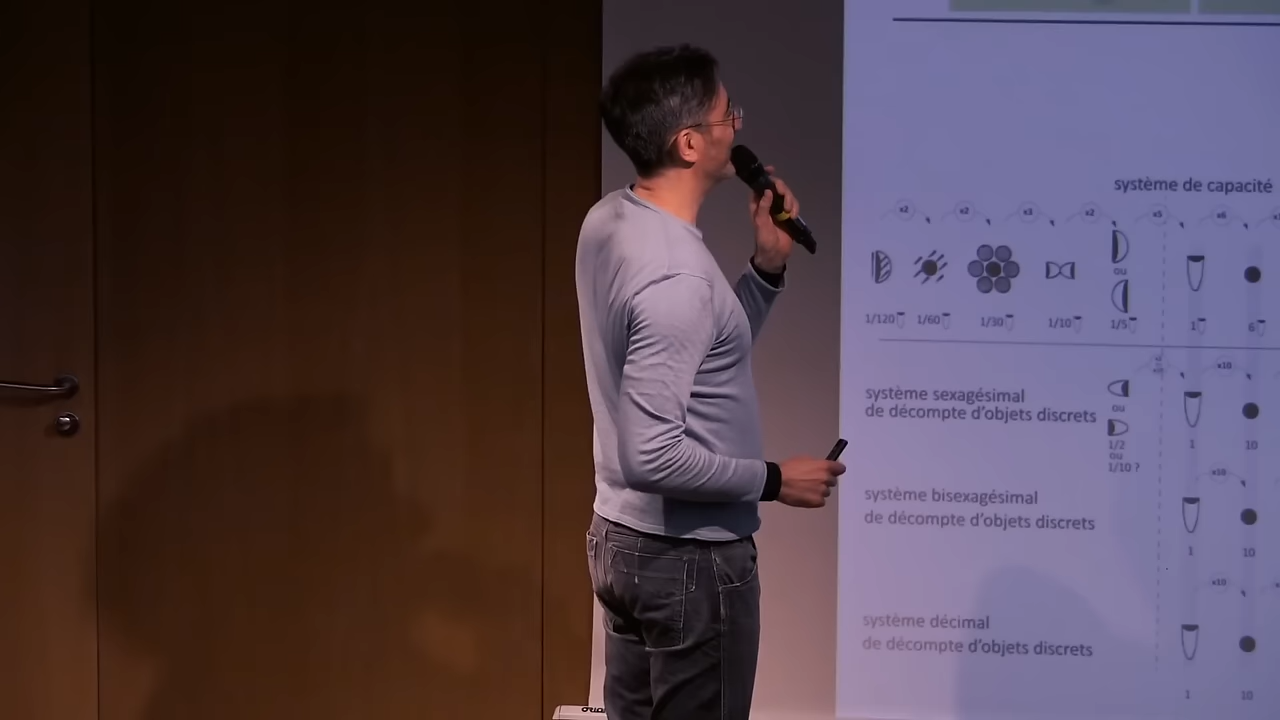 système de capacité
x2 x2 x3 x2 x5 x6
ou
1/120 1/60 1/30 1/10 1/5 1 6
x10
système sexagésimal
de décompte d'objets discrets
ou
1/2
ou
1/10 ?
1 10
x10
système bisexagésimal
de décompte d'objets discrets
1 10
x10
système décimal
de décompte d'objets discrets
1 10